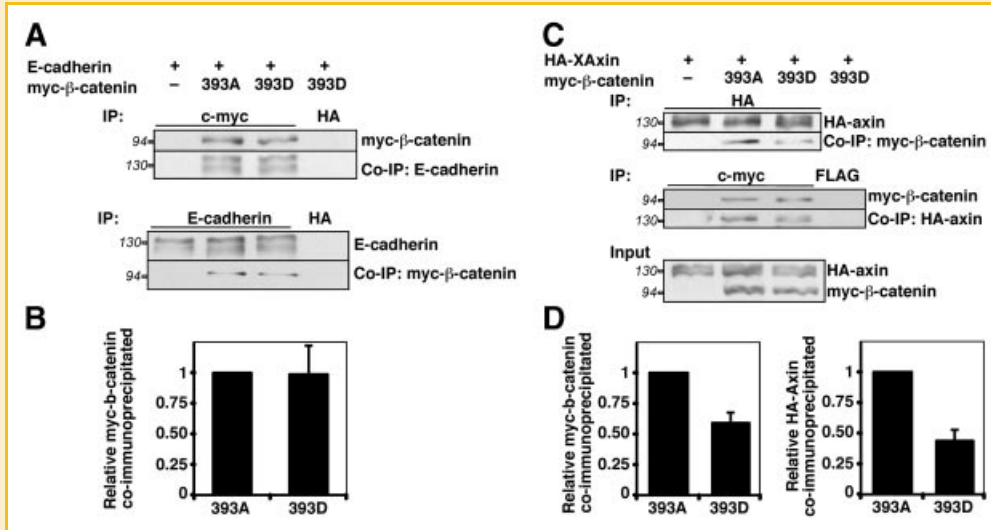 A
E-cadherin + + + +
myc-β-catenin – 393A 393D 393D
IP: c-myc HA
94 myc-β-catenin
130 Co-IP: E-cadherin
IP: E-cadherin HA
130 E-cadherin
94 Co-IP: myc-β-catenin
B
Relative myc-b-catenin
co-immunoprecipitated
1
0.75
0.50
0.25
0
393A 393D
C
HA-XAxin + + + +
myc-β-catenin – 393A 393D 393D
IP: HA
130 HA-axin
94 Co-IP: myc-β-catenin
IP: c-myc FLAG
94 myc-β-catenin
130 Co-IP: HA-axin
Input
130 HA-axin
94 myc-β-catenin
D
Relative myc-b-catenin
co-immunoprecipitated
1
0.75
0.50
0.25
0
393A 393D
Relative HA-Axin
co-immunoprecipitated
1
0.75
0.50
0.25
0
393A 393D